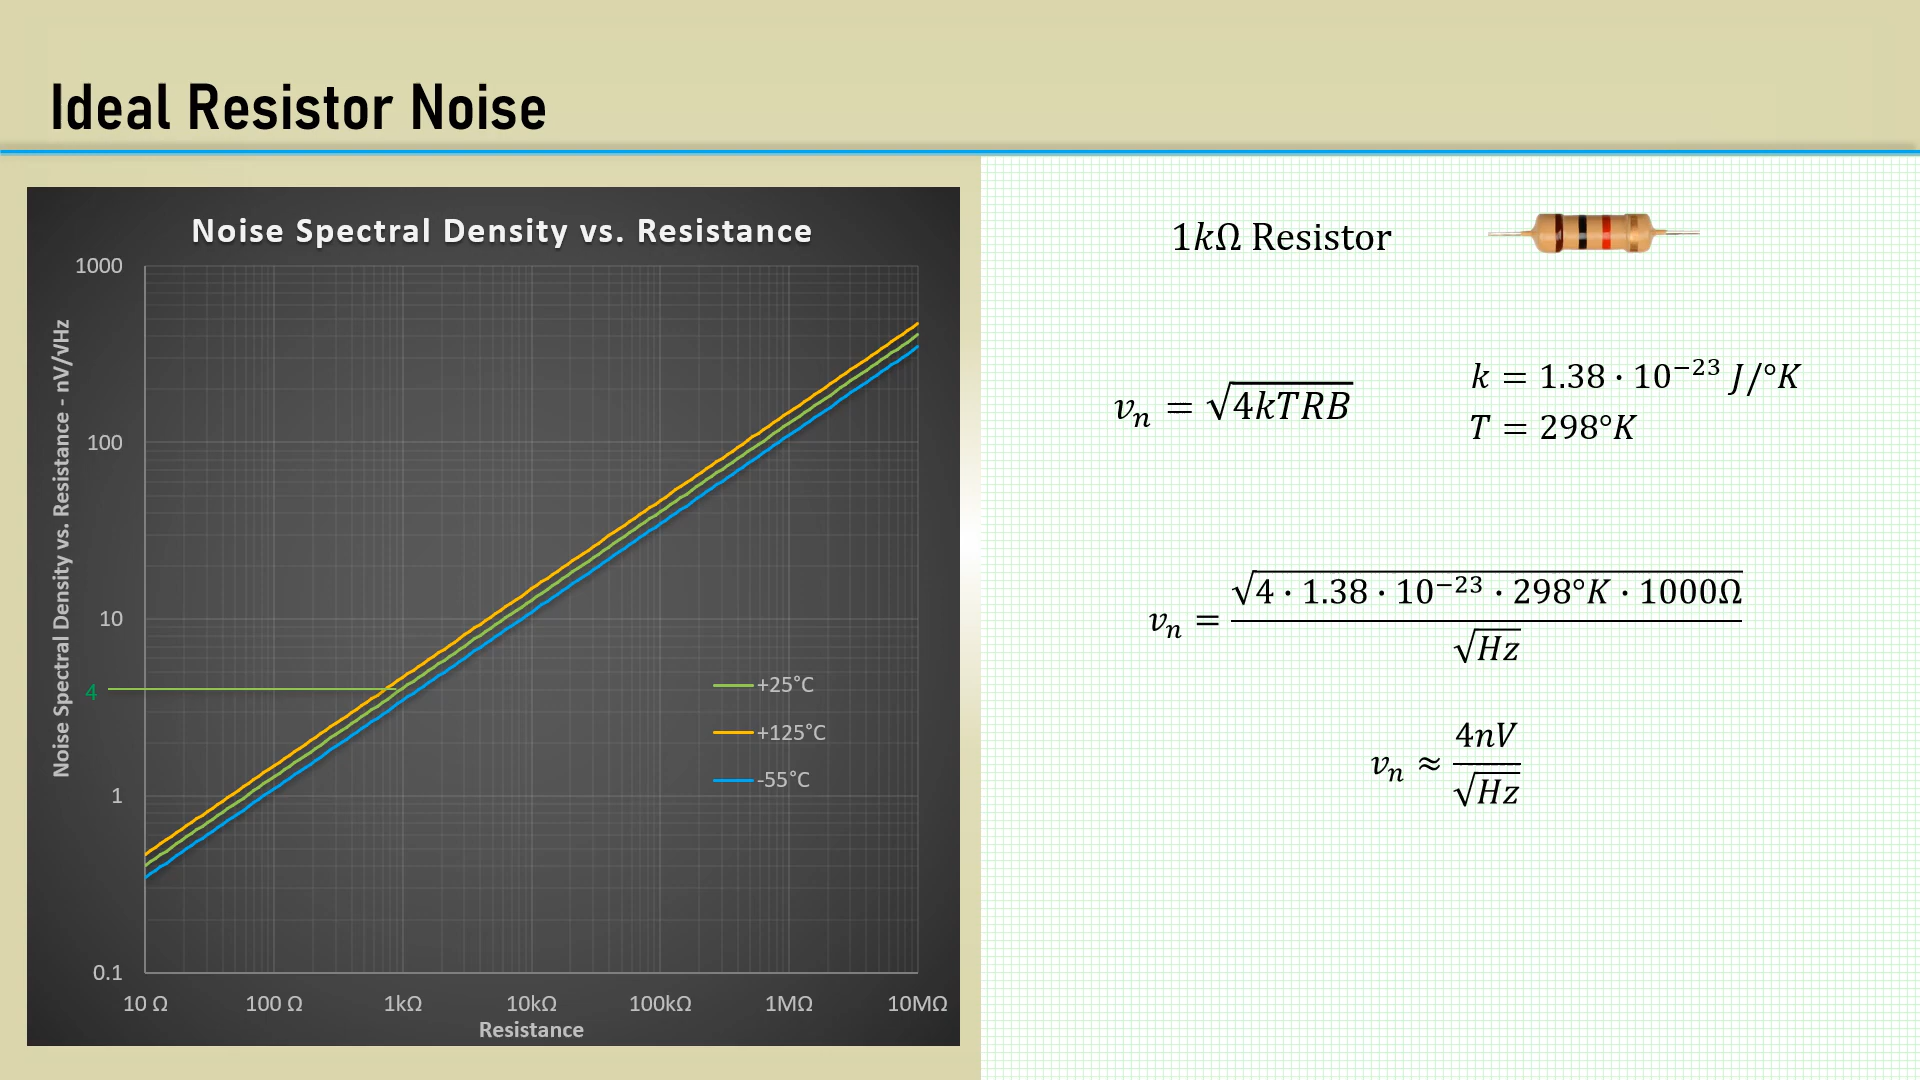 Ideal Resistor Noise
Noise Spectral Density vs. Resistance
Noise Spectral Density vs. Resistance - nV/√Hz
1000
100
10
4
1
0.1
+25°C
+125°C
-55°C
10 Ω 100 Ω 1kΩ 10kΩ 100kΩ 1MΩ 10MΩ
Resistance
1kΩ Resistor
vₙ = √4kTRB
k = 1.38 · 10⁻²³ J/°K
T = 298°K
vₙ = √4 · 1.38 · 10⁻²³ · 298°K · 1000Ω
√Hz
vₙ ≈ 4nV
√Hz